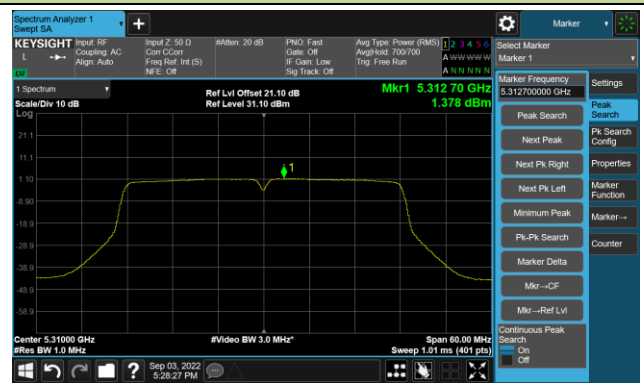 Spectrum Analyzer 1
Swept SA
+
Marker
KEYSIGHT
L
LW
Input: RF
Coupling: AC
Align: Auto
Input Z: 50 Ω
Corr CCorr
Freq Ref: Int (S)
NFE: Off
#Atten: 20 dB
PNO: Fast
Gate: Off
IF Gain: Low
Sig Track: Off
Avg Type: Power (RMS)
Avg|Hold: 700/700
Trig: Free Run
1 2 3 4 5 6
A W W W W W
A N N N N N
Select Marker
Marker 1
1 Spectrum
Scale/Div 10 dB
Log
Ref Lvl Offset 21.10 dB
Ref Level 31.10 dBm
Mkr1 5.312 70 GHz
1.378 dBm
21.1
11.1
1.10
-8.90
-18.9
-28.9
-38.9
-48.9
-58.9
1
Center 5.31000 GHz
#Res BW 1.0 MHz
#Video BW 3.0 MHz*
Span 60.00 MHz
Sweep 1.01 ms (401 pts)
Marker Frequency
5.312700000 GHz
Peak Search
Next Peak
Next Pk Right
Next Pk Left
Minimum Peak
Pk-Pk Search
Marker Delta
Mkr→CF
Mkr→Ref Lvl
Continuous Peak
Search
On
Off
Settings
Peak
Search
Pk Search
Config
Properties
Marker
Function
Marker→
Counter
?
Sep 03, 2022
5:28:27 PM